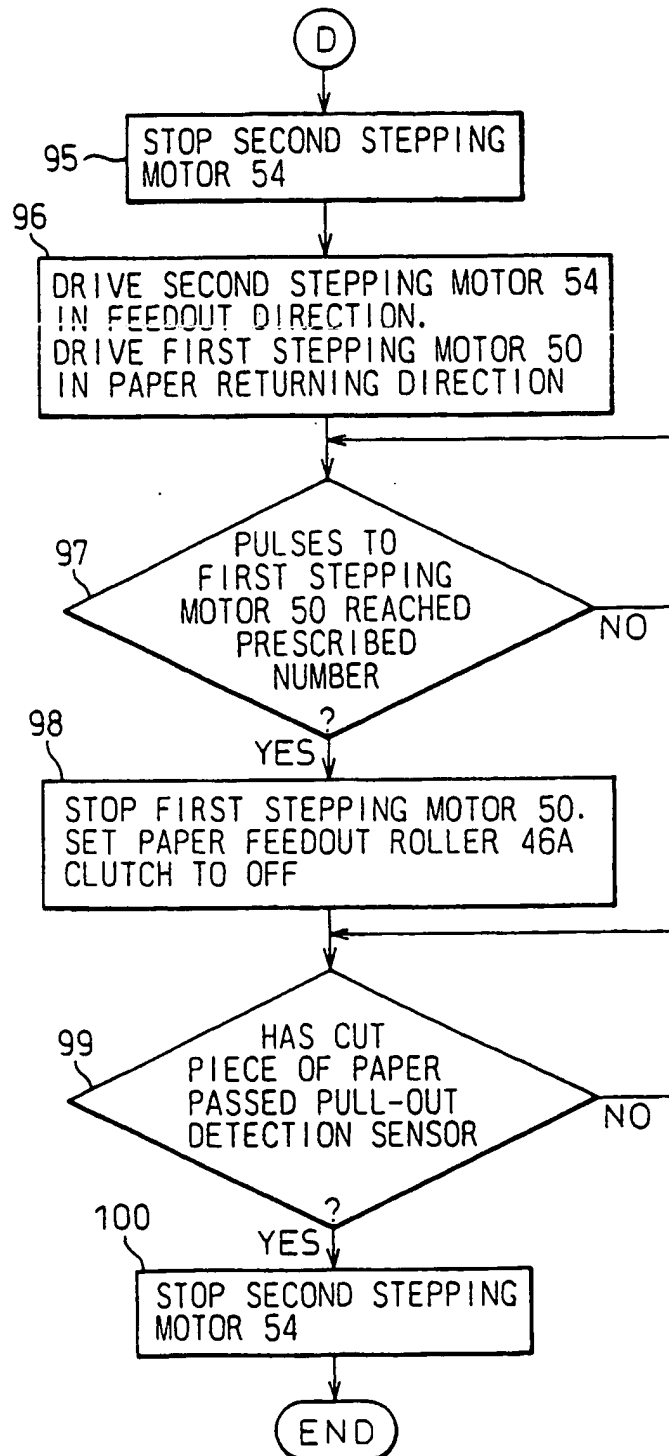 D
95
STOP SECOND STEPPING
MOTOR 54
96
DRIVE SECOND STEPPING MOTOR 54
IN FEEDOUT DIRECTION.
DRIVE FIRST STEPPING MOTOR 50
IN PAPER RETURNING DIRECTION
97
PULSES TO
FIRST STEPPING
MOTOR 50 REACHED
PRESCRIBED
NUMBER
?
NO
YES
98
STOP FIRST STEPPING MOTOR 50.
SET PAPER FEEDOUT ROLLER 46A
CLUTCH TO OFF
99
HAS CUT
PIECE OF PAPER
PASSED PULL-OUT
DETECTION SENSOR
?
NO
YES
100
STOP SECOND STEPPING
MOTOR 54
END